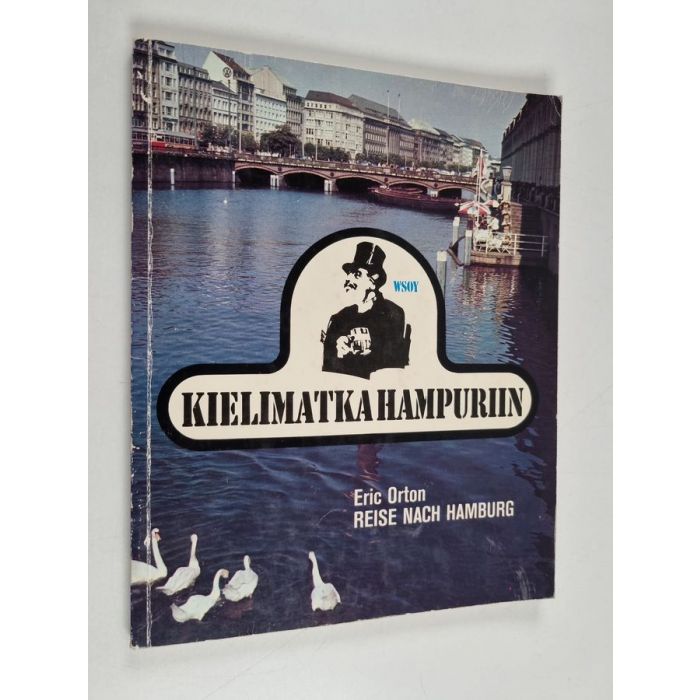 WSOY
KIELIMATKA HAMPURIIN
Eric Orton
REISE NACH HAMBURG